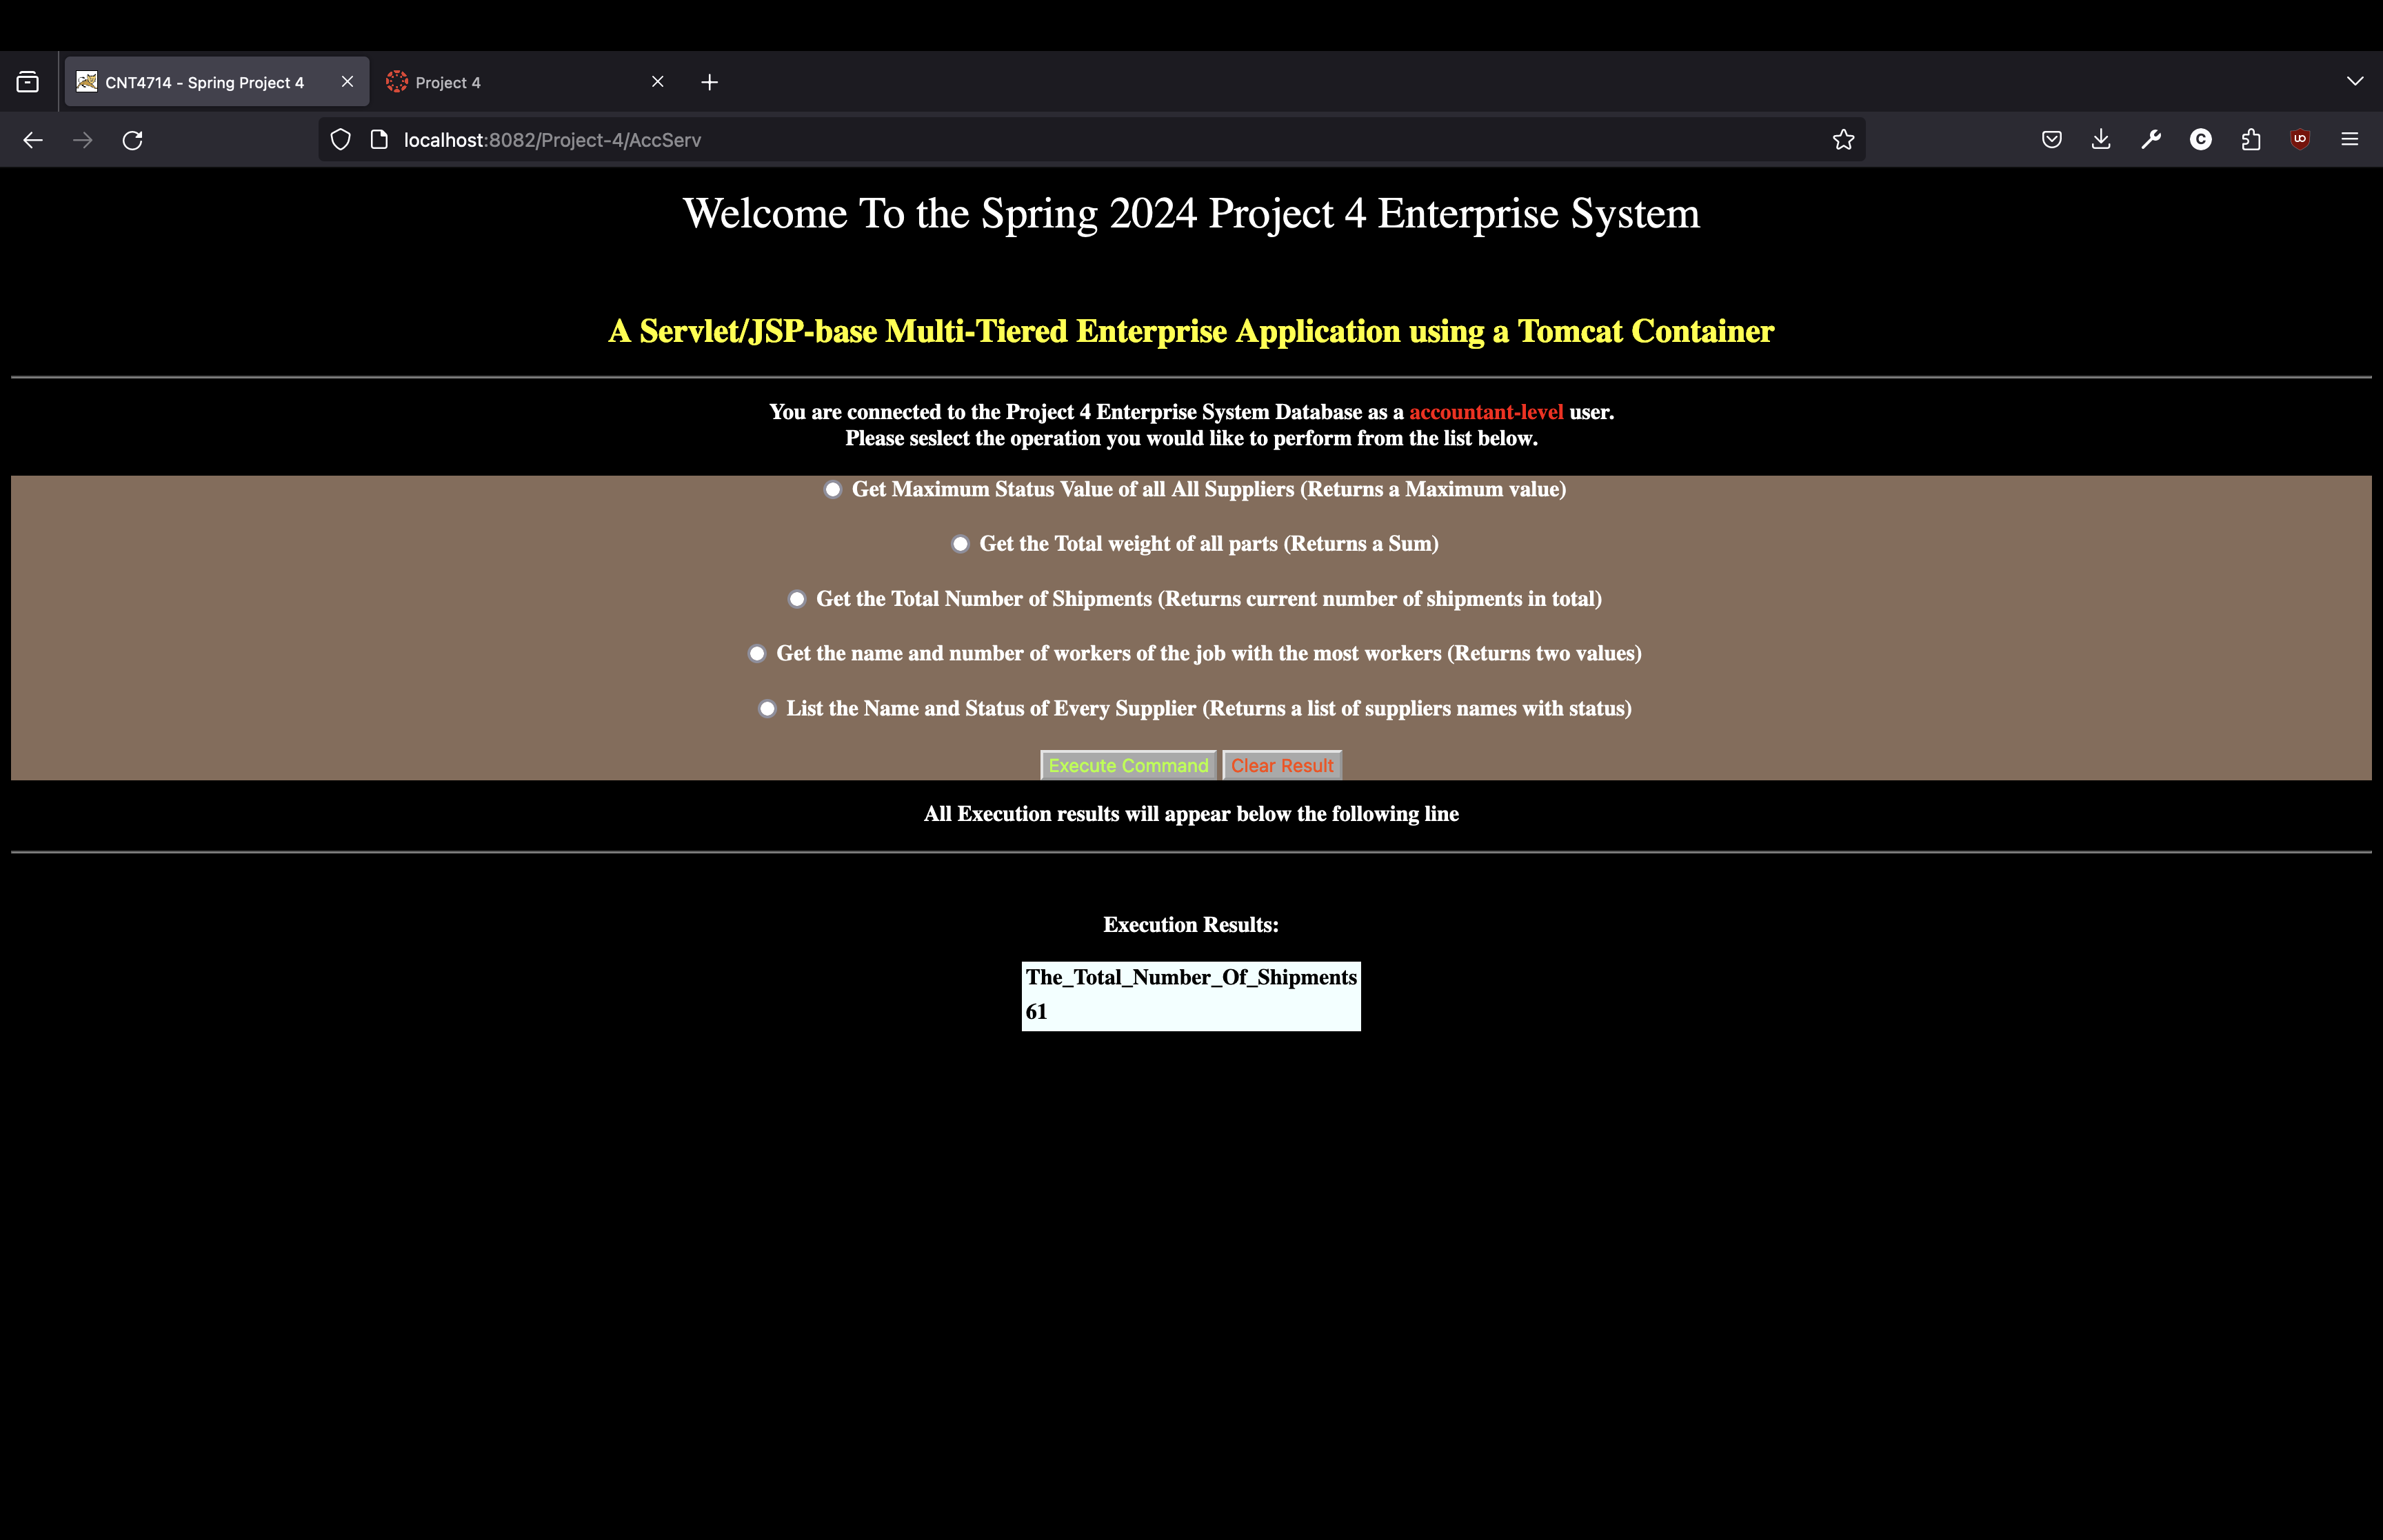 CNT4714 - Spring Project 4
Project 4
localhost:8082/Project-4/AccServ
Welcome To the Spring 2024 Project 4 Enterprise System
A Servlet/JSP-base Multi-Tiered Enterprise Application using a Tomcat Container
You are connected to the Project 4 Enterprise System Database as a accountant-level user.
Please seslect the operation you would like to perform from the list below.
Get Maximum Status Value of all All Suppliers (Returns a Maximum value)
Get the Total weight of all parts (Returns a Sum)
Get the Total Number of Shipments (Returns current number of shipments in total)
Get the name and number of workers of the job with the most workers (Returns two values)
List the Name and Status of Every Supplier (Returns a list of suppliers names with status)
Execute Command Clear Result
All Execution results will appear below the following line
Execution Results:
The_Total_Number_Of_Shipments
61